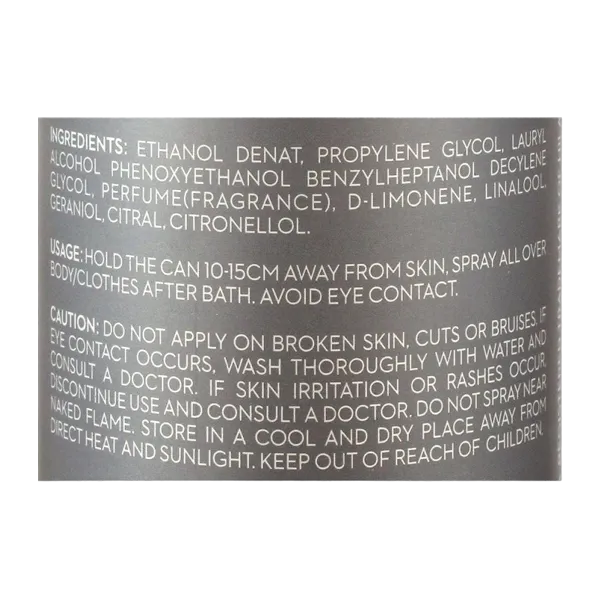 INGREDIENTS: ETHANOL DENAT, PROPYLENE GLYCOL, LAURYL
ALCOHOL PHENOXYETHANOL BENZYLHEPTANOL DECYLENE
GLYCOL, PERFUME(FRAGRANCE), D-LIMONENE, LINALOOL,
GERANIOL, CITRAL, CITRONELLOL.
USAGE: HOLD THE CAN 10-15CM AWAY FROM SKIN, SPRAY ALL OVER
BODY/CLOTHES AFTER BATH. AVOID EYE CONTACT.
CAUTION: DO NOT APPLY ON BROKEN SKIN, CUTS OR BRUISES, IF
EYE CONTACT OCCURS, WASH THOROUGHLY WITH WATER AND
CONSULT A DOCTOR. IF SKIN IRRITATION OR RASHES OCCUR,
DISCONTINUE USE AND CONSULT A DOCTOR. DO NOT SPRAY NEAR
NAKED FLAME. STORE IN A COOL AND DRY PLACE AWAY FROM
DIRECT HEAT AND SUNLIGHT. KEEP OUT OF REACH OF CHILDREN.